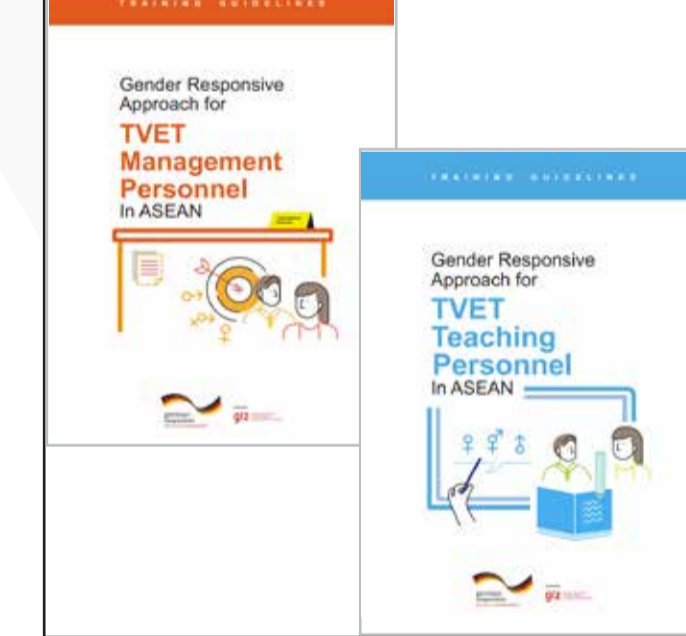 TRAINING GUIDELINES
Gender Responsive
Approach for
TVET
Management
Personnel
In ASEAN
giz
TRAINING GUIDELINES
Gender Responsive
Approach for
TVET
Teaching
Personnel
In ASEAN
giz